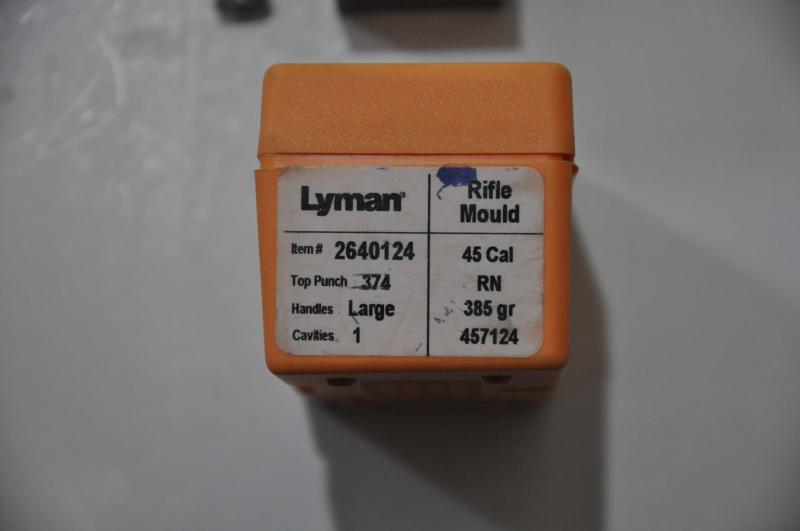 Lyman®
Item # 2640124
Top Punch 374
Handles Large
Cavities 1
Rifle
Mould
45 Cal
RN
385 gr
457124